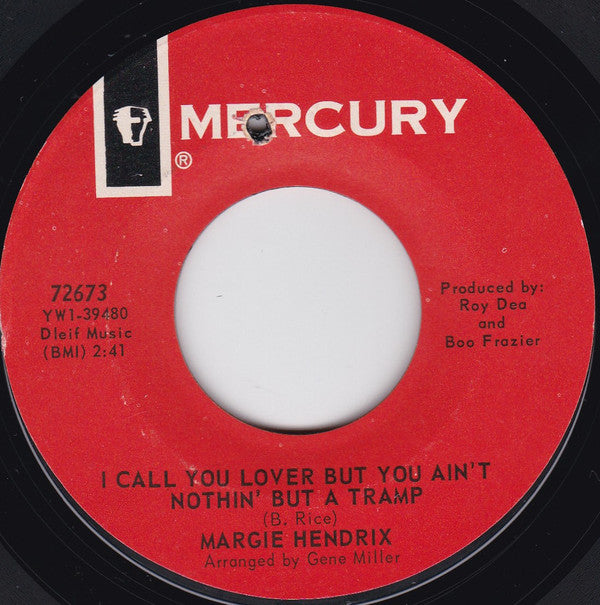 MERCURY
®
72673
YW1-39480
Dleif Music
(BMI) 2:41
Produced by:
Roy Dea
and
Boo Frazier
I CALL YOU LOVER BUT YOU AIN'T
NOTHIN' BUT A TRAMP
(B. Rice)
MARGIE HENDRIX
Arranged by Gene Miller